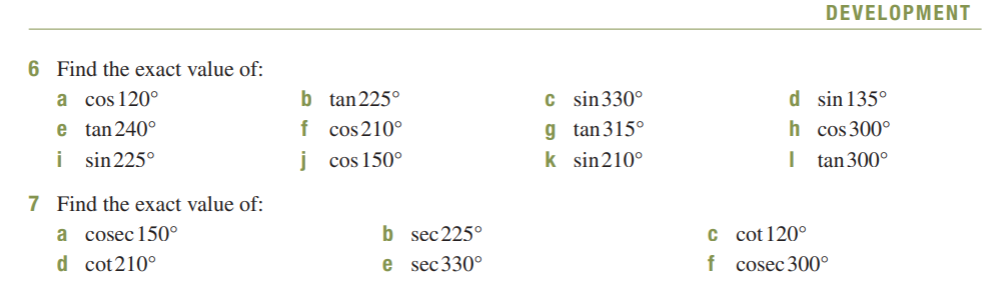 DEVELOPMENT
6 Find the exact value of:
a cos 120° b tan 225° c sin 330° d sin 135°
e tan 240° f cos 210° g tan 315° h cos 300°
i sin 225° j cos 150° k sin 210° l tan 300°
7 Find the exact value of:
a cosec 150° b sec 225° c cot 120°
d cot 210° e sec 330° f cosec 300°